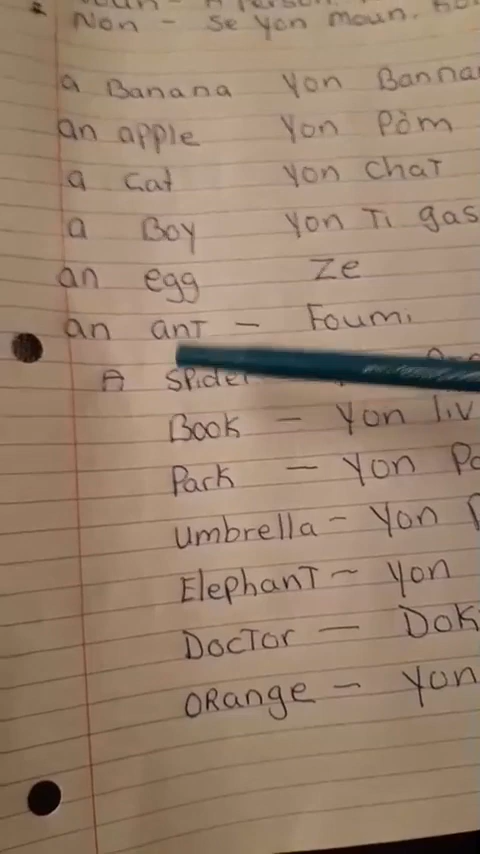 Non - Se yon moun.
a Banana Yon Banna
an apple Yon Pòm
a Cat Yon ChaT
a Boy Yon Ti gas
an egg Ze
an anT - Foumi
A Spider
Book - Yon liv
Park - Yon Pa
umbrella - Yon
ElephanT - Yon
DocTor - Dok
ORange - Yon